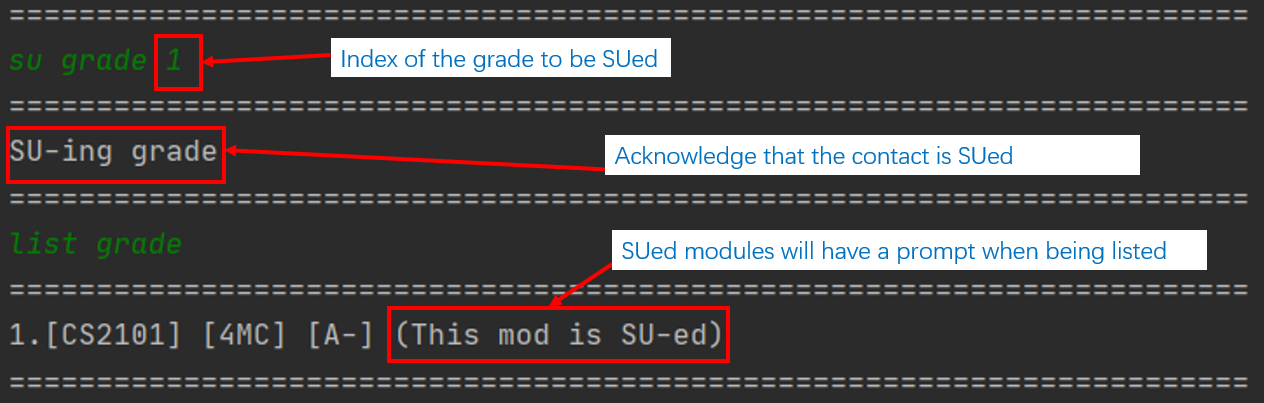 ========================================================================
su grade 1
Index of the grade to be SUed
========================================================================
SU-ing grade
Acknowledge that the contact is SUed
========================================================================
list grade
SUed modules will have a prompt when being listed
========================================================================
1.[CS2101] [4MC] [A-] (This mod is SU-ed)
========================================================================